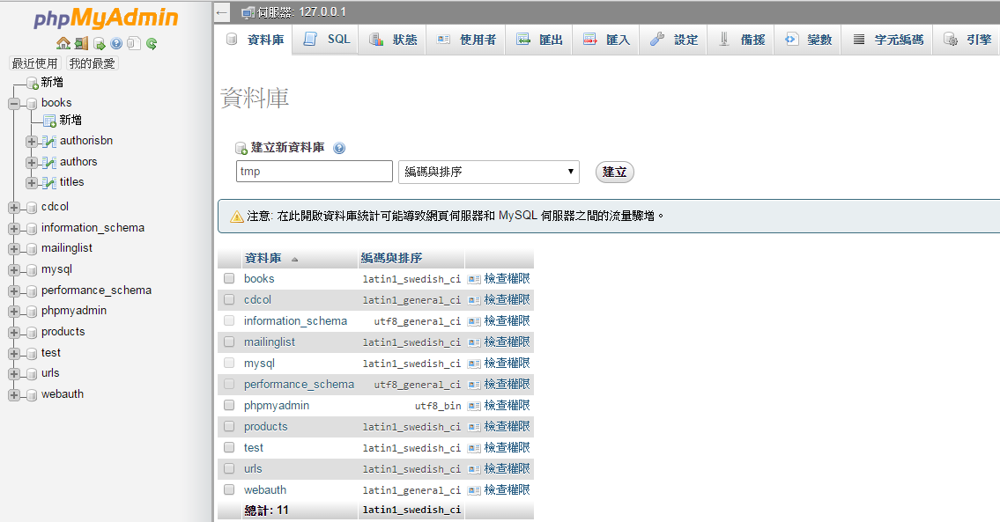 phpMyAdmin
最近使用 我的最愛
新增
books
新增
authorisbn
authors
titles
cdcol
information_schema
mailinglist
mysql
performance_schema
phpmyadmin
products
test
urls
webauth
伺服器: 127.0.0.1
資料庫 SQL 狀態 使用者 匯出 匯入 設定 備援 變數 字元編碼 引擎
資料庫
建立新資料庫
tmp 編碼與排序 建立
注意: 在此開啟資料庫統計可能導致網頁伺服器和 MySQL 伺服器之間的流量驟增。
資料庫 編碼與排序
books latin1_swedish_ci 檢查權限
cdcol latin1_general_ci 檢查權限
information_schema utf8_general_ci 檢查權限
mailinglist latin1_swedish_ci 檢查權限
mysql latin1_swedish_ci 檢查權限
performance_schema utf8_general_ci 檢查權限
phpmyadmin utf8_bin 檢查權限
products latin1_swedish_ci 檢查權限
test latin1_swedish_ci 檢查權限
urls latin1_swedish_ci 檢查權限
webauth latin1_general_ci 檢查權限
總計: 11 latin1_swedish_ci